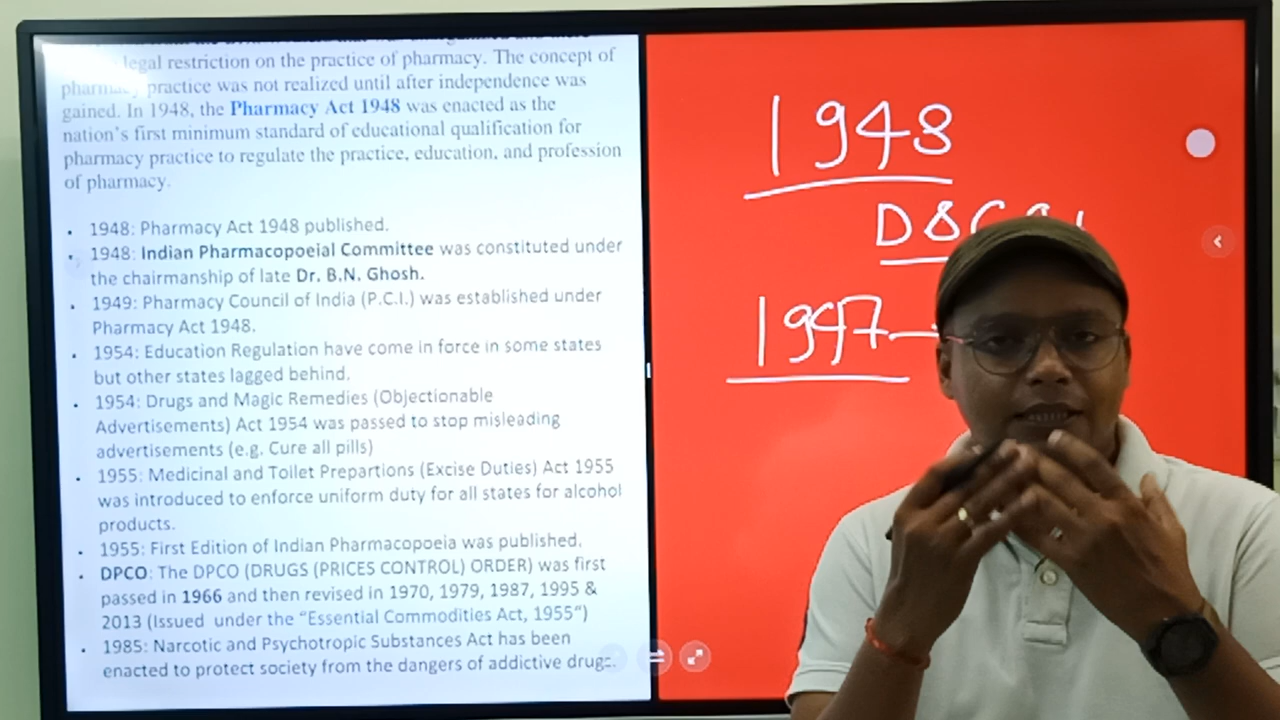 legal restriction on the practice of pharmacy. The concept of
pharmacy practice was not realized until after independence was
gained. In 1948, the Pharmacy Act 1948 was enacted as the
nation's first minimum standard of educational qualification for
pharmacy practice to regulate the practice, education, and profession
of pharmacy.
• 1948: Pharmacy Act 1948 published.
• 1948: Indian Pharmacopoeial Committee was constituted under
the chairmanship of late Dr. B.N. Ghosh.
• 1949: Pharmacy Council of India (P.C.I.) was established under
Pharmacy Act 1948.
• 1954: Education Regulation have come in force in some states
but other states lagged behind.
• 1954: Drugs and Magic Remedies (Objectionable
Advertisements) Act 1954 was passed to stop misleading
advertisements (e.g. Cure all pills)
• 1955: Medicinal and Toilet Prepartions (Excise Duties) Act 1955
was introduced to enforce uniform duty for all states for alcohol
products.
• 1955: First Edition of Indian Pharmacopoeia was published.
• DPCO: The DPCO (DRUGS (PRICES CONTROL) ORDER) was first
passed in 1966 and then revised in 1970, 1979, 1987, 1995 &
2013 (Issued under the "Essential Commodities Act, 1955")
• 1985: Narcotic and Psychotropic Substances Act has been
enacted to protect society from the dangers of addictive drugs.
1948
D&C
1947